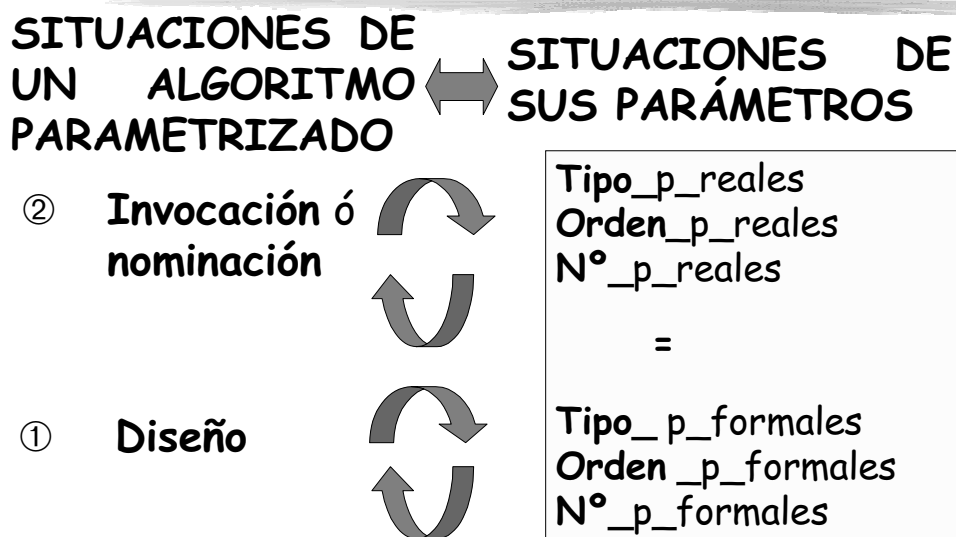 SITUACIONES DE
UN ALGORITMO
PARAMETRIZADO
SITUACIONES DE
SUS PARÁMETROS
② Invocación ó
nominación
Tipo_p_reales
Orden_p_reales
Nº_p_reales
=
① Diseño
Tipo_ p_formales
Orden _p_formales
Nº_p_formales